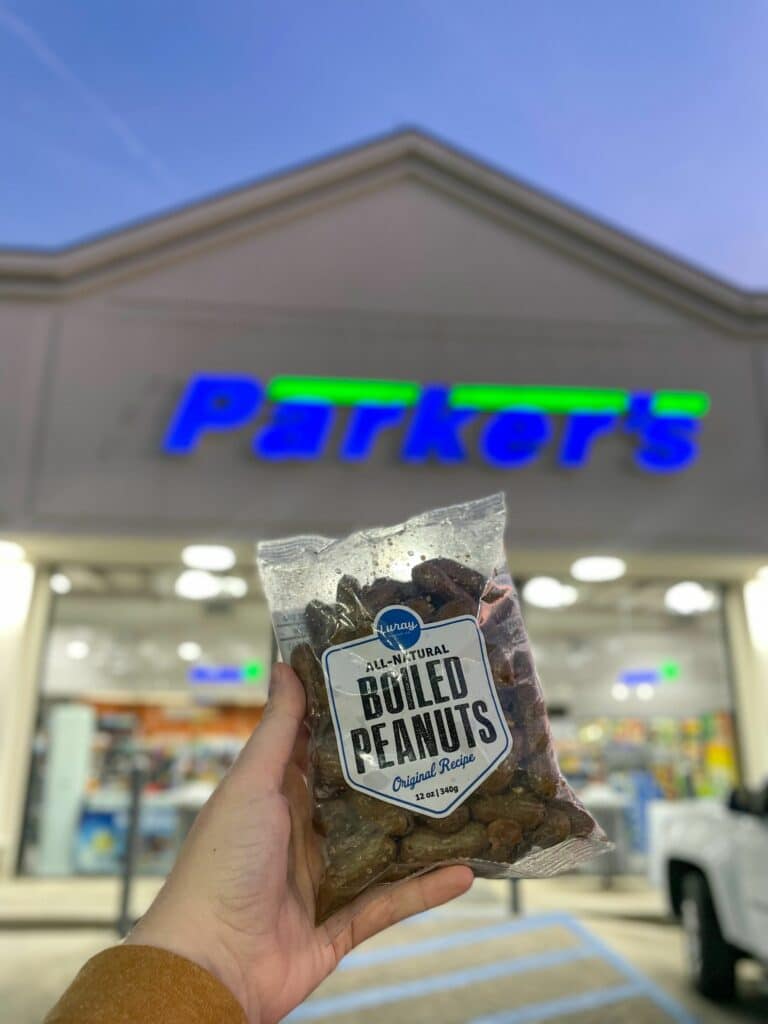 Parker's
Luray
ALL-NATURAL
BOILED
PEANUTS
Original Recipe
12 oz | 340g